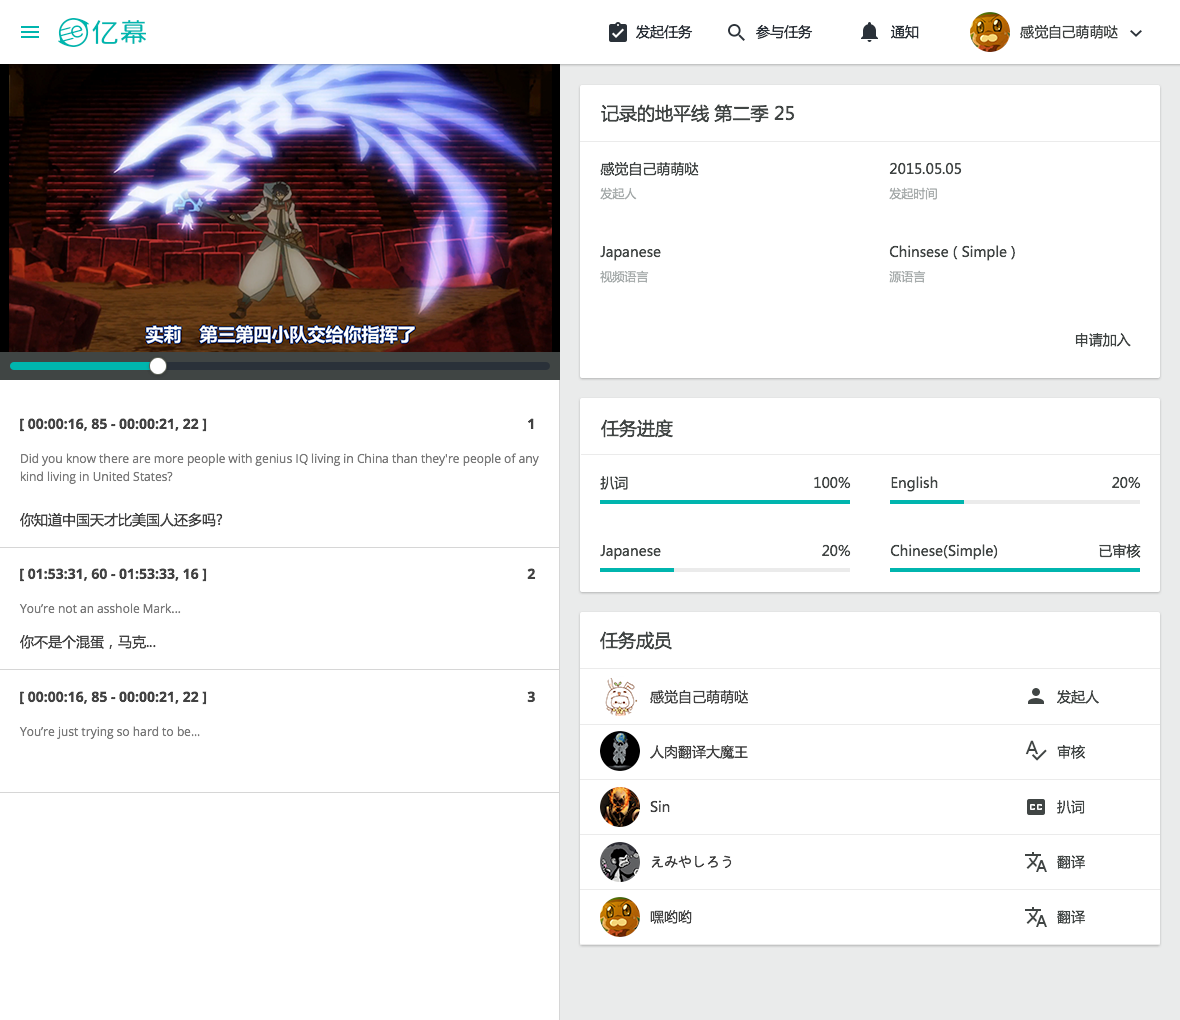 亿幕
发起任务
参与任务
通知
感觉自己萌萌哒
实莉 第三第四小队交给你指挥了
[ 00:00:16, 85 - 00:00:21, 22 ] 1
Did you know there are more people with genius IQ living in China than they're people of any
kind living in United States?
你知道中国天才比美国人还多吗?
[ 01:53:31, 60 - 01:53:33, 16 ] 2
You're not an asshole Mark...
你不是个混蛋，马克...
[ 00:00:16, 85 - 00:00:21, 22 ] 3
You're just trying so hard to be...
记录的地平线 第二季 25
感觉自己萌萌哒 2015.05.05
发起人 发起时间
Japanese Chinsese ( Simple )
视频语言 源语言
申请加入
任务进度
扒词 100% English 20%
Japanese 20% Chinese(Simple) 已审核
任务成员
感觉自己萌萌哒 发起人
人肉翻译大魔王 审核
Sin CC 扒词
えみやしろう 翻译
嘿哟哟 翻译